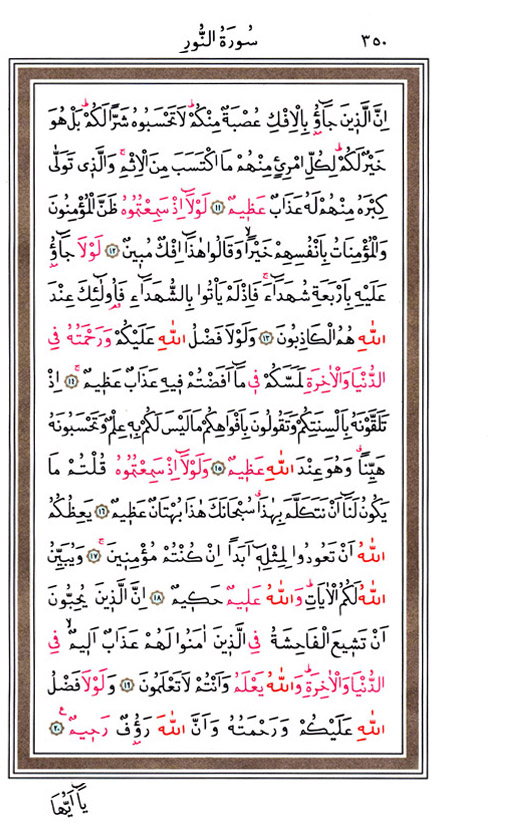 ٣٥٠ سُورَةُ النُّورِ
اِنَّ الَّذ۪ينَ جَٓاؤُ۫ بِالْاِفْكِ عُصْبَةٌ مِنْكُمْۜ لَا تَحْسَبُوهُ شَرًّا لَكُمْۜ بَلْ هُوَ
خَيْرٌ لَكُمْۜ لِكُلِّ امْرِئٍ مِنْهُمْ مَا اكْتَسَبَ مِنَ الْاِثْمِۚ وَالَّذ۪ي تَوَلّٰى
كِبْرَهُ مِنْهُمْ لَهُ عَذَابٌ عَظ۪يمٌ ﴿١١﴾ لَوْلَٓا اِذْ سَمِعْتُمُوهُ ظَنَّ الْمُؤْمِنُونَ
وَالْمُؤْمِنَاتُ بِاَنْفُسِهِمْ خَيْرًاۙ وَقَالُوا هٰذَٓا اِفْكٌ مُب۪ينٌ ﴿١٢﴾ لَوْلَا جَٓاؤُ۫
عَلَيْهِ بِاَرْبَعَةِ شُهَدَٓاءَۚ فَاِذْ لَمْ يَأْتُوا بِالشُّهَدَٓاءِ فَاُو۬لٰٓئِكَ عِنْدَ
اللّٰهِ هُمُ الْكَاذِبُونَ ﴿١٣﴾ وَلَوْلَا فَضْلُ اللّٰهِ عَلَيْكُمْ وَرَحْمَتُهُ فِي
الدُّنْيَا وَالْاٰخِرَةِ لَمَسَّكُمْ ف۪ي مَٓا اَفَضْتُمْ ف۪يهِ عَذَابٌ عَظ۪يمٌۚ ﴿١٤﴾ اِذْ
تَلَقَّوْنَهُ بِاَلْسِنَتِكُمْ وَتَقُولُونَ بِاَفْوَاهِكُمْ مَا لَيْسَ لَكُمْ بِه۪ عِلْمٌ وَتَحْسَبُونَهُ
هَيِّنًاۗ وَهُوَ عِنْدَ اللّٰهِ عَظ۪يمٌ ﴿١٥﴾ وَلَوْلَٓا اِذْ سَمِعْتُمُوهُ قُلْتُمْ مَا
يَكُونُ لَنَٓا اَنْ نَتَكَلَّمَ بِهٰذَاۗ سُبْحَانَكَ هٰذَا بُهْتَانٌ عَظ۪يمٌ ﴿١٦﴾ يَعِظُكُمُ
اللّٰهُ اَنْ تَعُودُوا لِمِثْلِه۪ٓ اَبَدًا اِنْ كُنْتُمْ مُؤْمِن۪ينَۚ ﴿١٧﴾ وَيُبَيِّنُ
اللّٰهُ لَكُمُ الْاٰيَاتِۜ وَاللّٰهُ عَل۪يمٌ حَك۪يمٌ ﴿١٨﴾ اِنَّ الَّذ۪ينَ يُحِبُّونَ
اَنْ تَش۪يعَ الْفَاحِشَةُ فِي الَّذ۪ينَ اٰمَنُوا لَهُمْ عَذَابٌ اَل۪يمٌۙ فِي
الدُّنْيَا وَالْاٰخِرَةِۜ وَاللّٰهُ يَعْلَمُ وَاَنْتُمْ لَا تَعْلَمُونَ ﴿١٩﴾ وَلَوْلَا فَضْلُ
اللّٰهِ عَلَيْكُمْ وَرَحْمَتُهُ وَاَنَّ اللّٰهَ رَؤُ۫فٌ رَح۪يمٌ۟ ﴿٢٠﴾
يَٓا اَيُّهَا